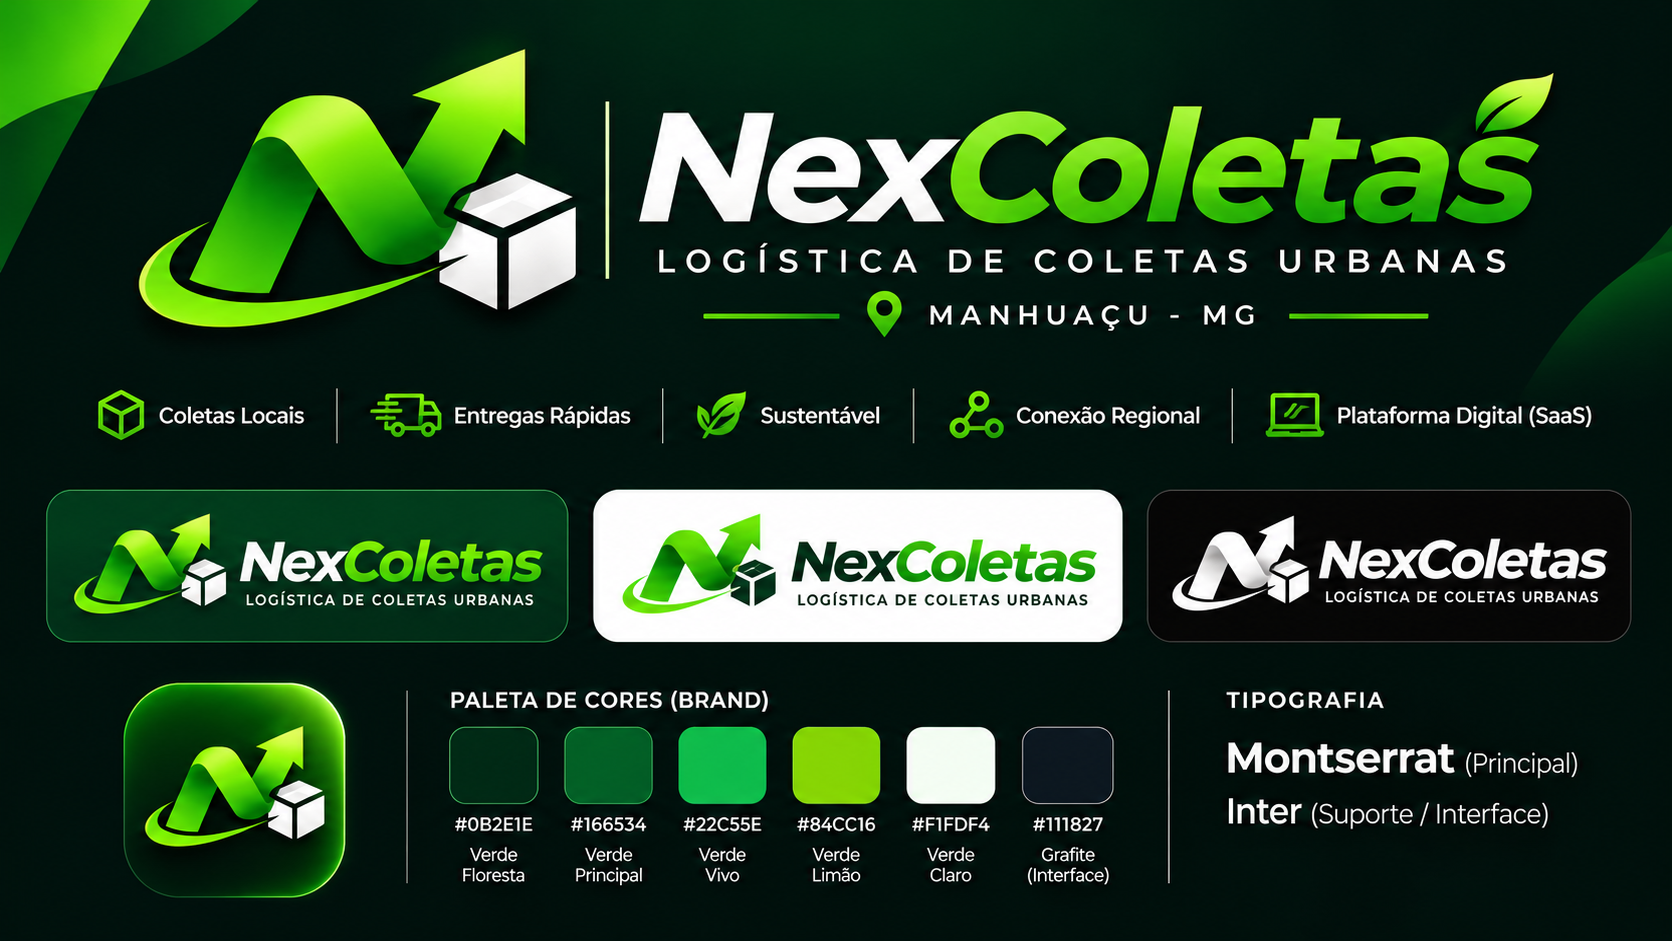 NexColetas
LOGÍSTICA DE COLETAS URBANAS
MANHUAÇU - MG
Coletas Locais
Entregas Rápidas
Sustentável
Conexão Regional
Plataforma Digital (SaaS)
NexColetas
LOGÍSTICA DE COLETAS URBANAS
NexColetas
LOGÍSTICA DE COLETAS URBANAS
NexColetas
LOGÍSTICA DE COLETAS URBANAS
PALETA DE CORES (BRAND)
#0B2E1E
Verde
Floresta
#166534
Verde
Principal
#22C55E
Verde
Vivo
#84CC16
Verde
Limão
#F1FDF4
Verde
Claro
#111827
Grafite
(Interface)
TIPOGRAFIA
Montserrat (Principal)
Inter (Suporte / Interface)